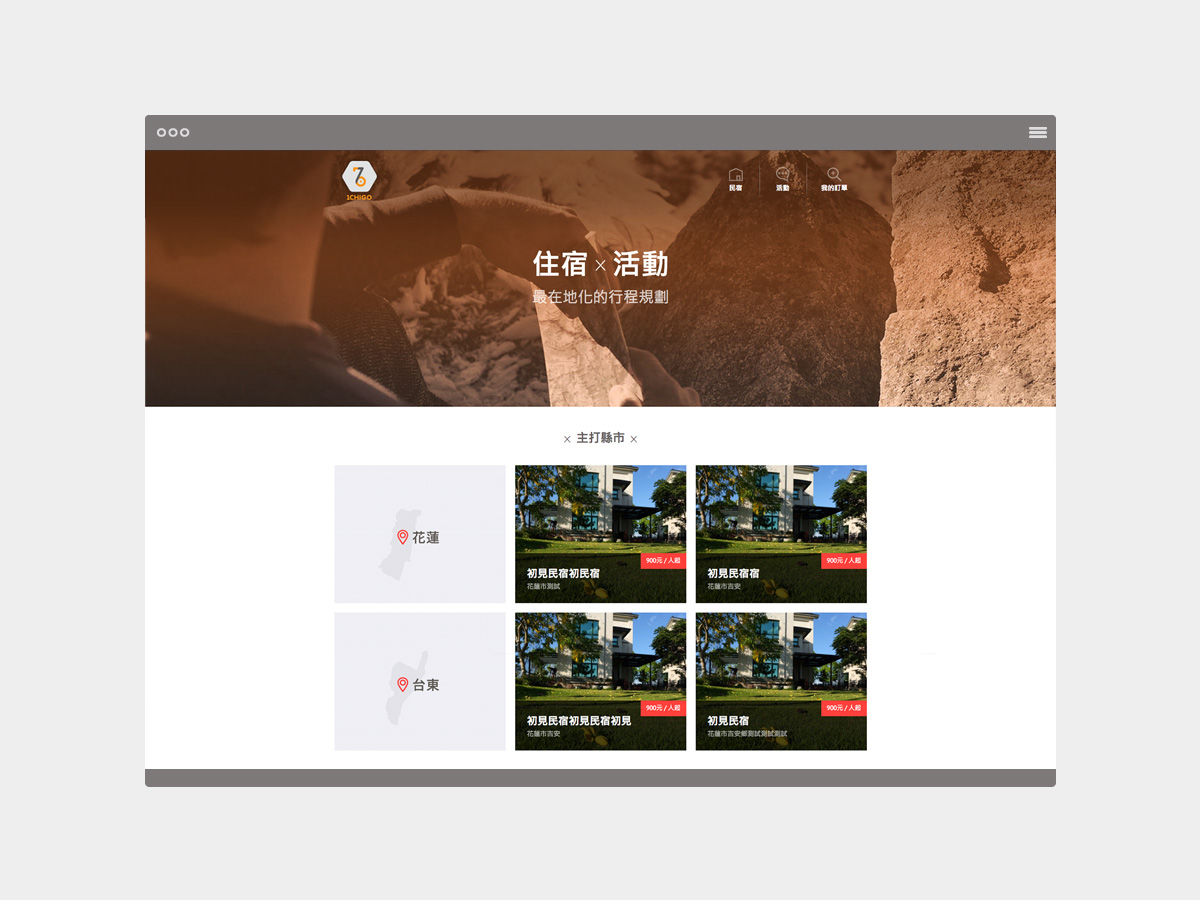 ICHIGO
民宿
活動
我的訂單
住宿 × 活動
最在地化的行程規劃
× 主打縣市 ×
花蓮
900元 / 人起
初見民宿初民宿
花蓮市測試
900元 / 人起
初見民宿宿
花蓮市吉安
台東
900元 / 人起
初見民宿初見民宿初見
花蓮市吉安
900元 / 人起
初見民宿
花蓮市吉安鄉測試測試測試